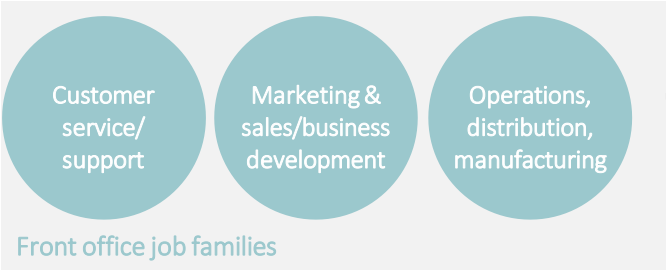 Customer
service/
support
Marketing &
sales/business
development
Operations,
distribution,
manufacturing
Front office job families